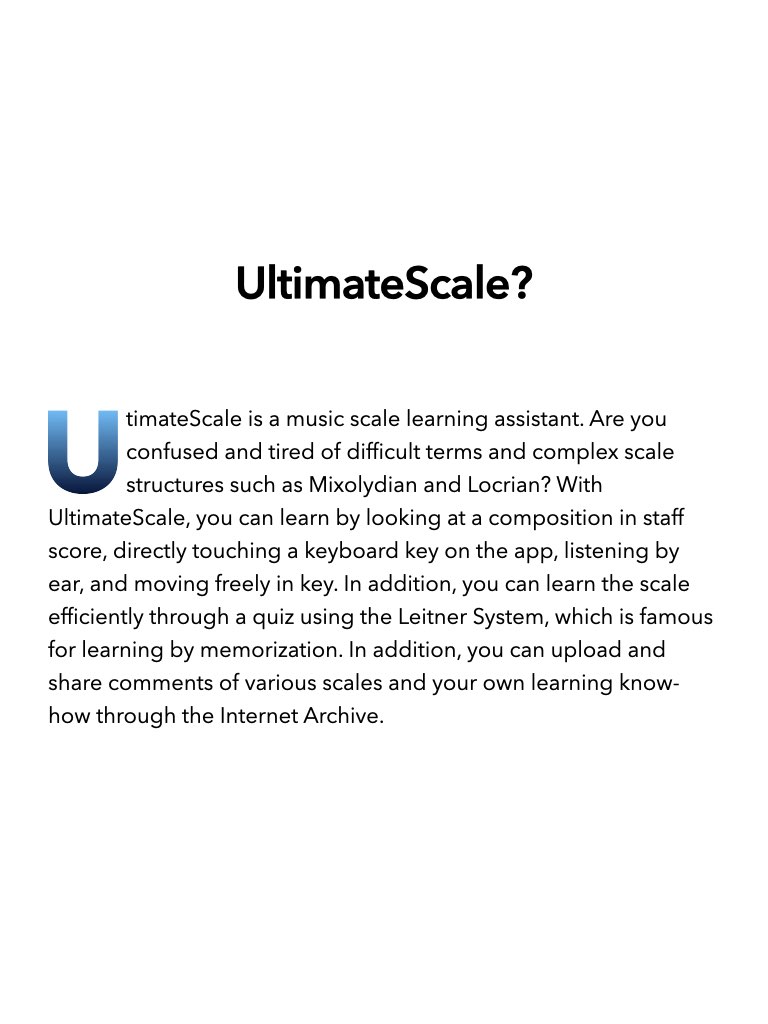 UltimateScale?
UtimateScale is a music scale learning assistant. Are you
confused and tired of difficult terms and complex scale
structures such as Mixolydian and Locrian? With
UltimateScale, you can learn by looking at a composition in staff
score, directly touching a keyboard key on the app, listening by
ear, and moving freely in key. In addition, you can learn the scale
efficiently through a quiz using the Leitner System, which is famous
for learning by memorization. In addition, you can upload and
share comments of various scales and your own learning know-
how through the Internet Archive.